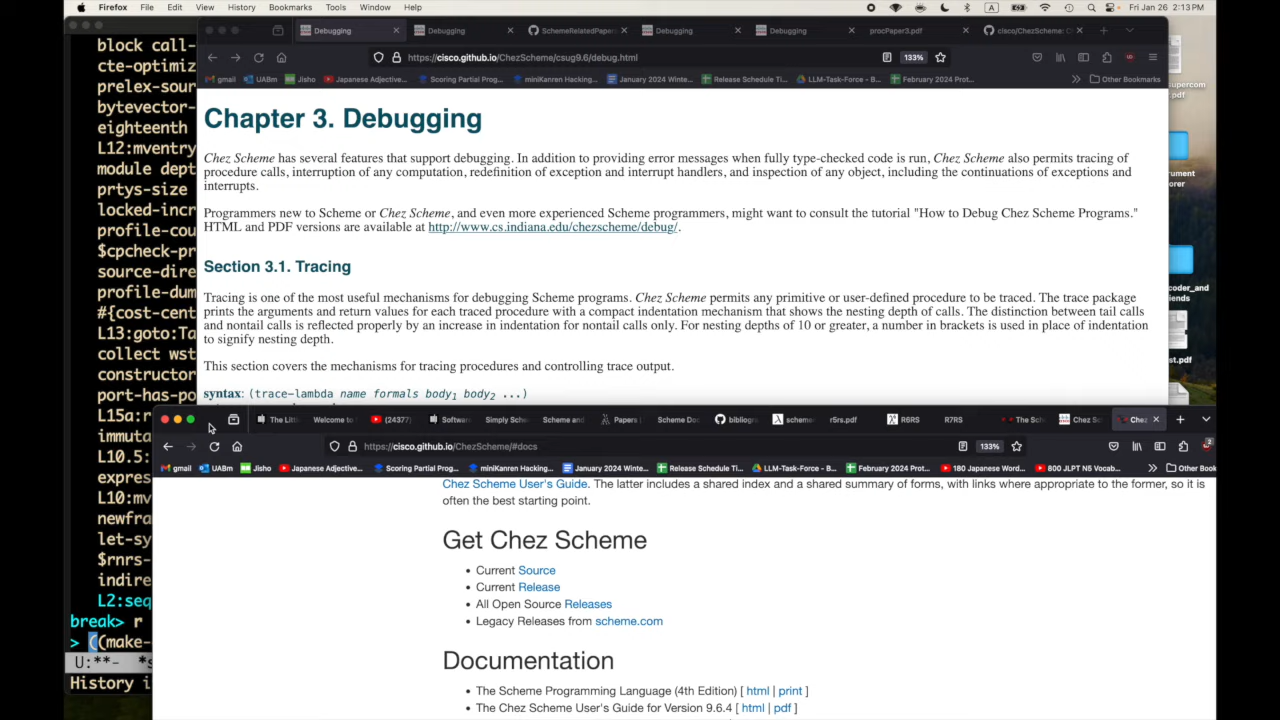 Firefox File Edit View History Bookmarks Tools Window Help
Fri Jan 26 2:13 PM
block call-
cte-optimiz
prelex-sour
bytevector-
eighteenth
L12:mventry
module dept
prtys-size
locked-incr
profile-cou
$cpcheck-pr
source-dire
profile-dum
#{cost-cent
L13:goto:Ta
collect wst
constructor
port-has-po
L15a:r
immuta
L10.5:
expres
L10:mv
newfra
let-sy
$rnrs-
indire
L2:seq
break> r
> ((make-
U:**- *s
History i
Debugging Debugging SchemeRelatedPape Debugging Debugging procPaper3.pdf cisco/ChezScheme: C
https://cisco.github.io/ChezScheme/csug9.6/debug.html 133%
gmail UABm Jisho Japanese Adjective... Scoring Partial Prog... miniKanren Hacking... January 2024 Winte... Release Schedule Ti... LLM-Task-Force – B... February 2024 Prot... Other Bookmarks
Chapter 3. Debugging
Chez Scheme has several features that support debugging. In addition to providing error messages when fully type-checked code is run, Chez Scheme also permits tracing of
procedure calls, interruption of any computation, redefinition of exception and interrupt handlers, and inspection of any object, including the continuations of exceptions and
interrupts.
Programmers new to Scheme or Chez Scheme, and even more experienced Scheme programmers, might want to consult the tutorial "How to Debug Chez Scheme Programs."
HTML and PDF versions are available at http://www.cs.indiana.edu/chezscheme/debug/.
Section 3.1. Tracing
Tracing is one of the most useful mechanisms for debugging Scheme programs. Chez Scheme permits any primitive or user-defined procedure to be traced. The trace package
prints the arguments and return values for each traced procedure with a compact indentation mechanism that shows the nesting depth of calls. The distinction between tail calls
and nontail calls is reflected properly by an increase in indentation for nontail calls only. For nesting depths of 10 or greater, a number in brackets is used in place of indentation
to signify nesting depth.
This section covers the mechanisms for tracing procedures and controlling trace output.
syntax: (trace-lambda name formals body1 body2 ...)
The Littl Welcome to (24377) Softwar Simply Sche Scheme and Papers | Scheme Doc bibliog scheme r5rs.pdf R6RS R7RS The Sch Chez Sc Chez
https://cisco.github.io/ChezScheme/#docs 133%
gmail UABm Jisho Japanese Adjective... Scoring Partial Prog... miniKanren Hacking... January 2024 Winte... Release Schedule Ti... LLM-Task-Force – B... February 2024 Prot... 180 Japanese Word... 800 JLPT N5 Vocab... Other Book
Chez Scheme User's Guide. The latter includes a shared index and a shared summary of forms, with links where appropriate to the former, so it is
often the best starting point.
Get Chez Scheme
Current Source
Current Release
All Open Source Releases
Legacy Releases from scheme.com
Documentation
The Scheme Programming Language (4th Edition) [ html | print ]
The Chez Scheme User's Guide for Version 9.6.4 [ html | pdf ]